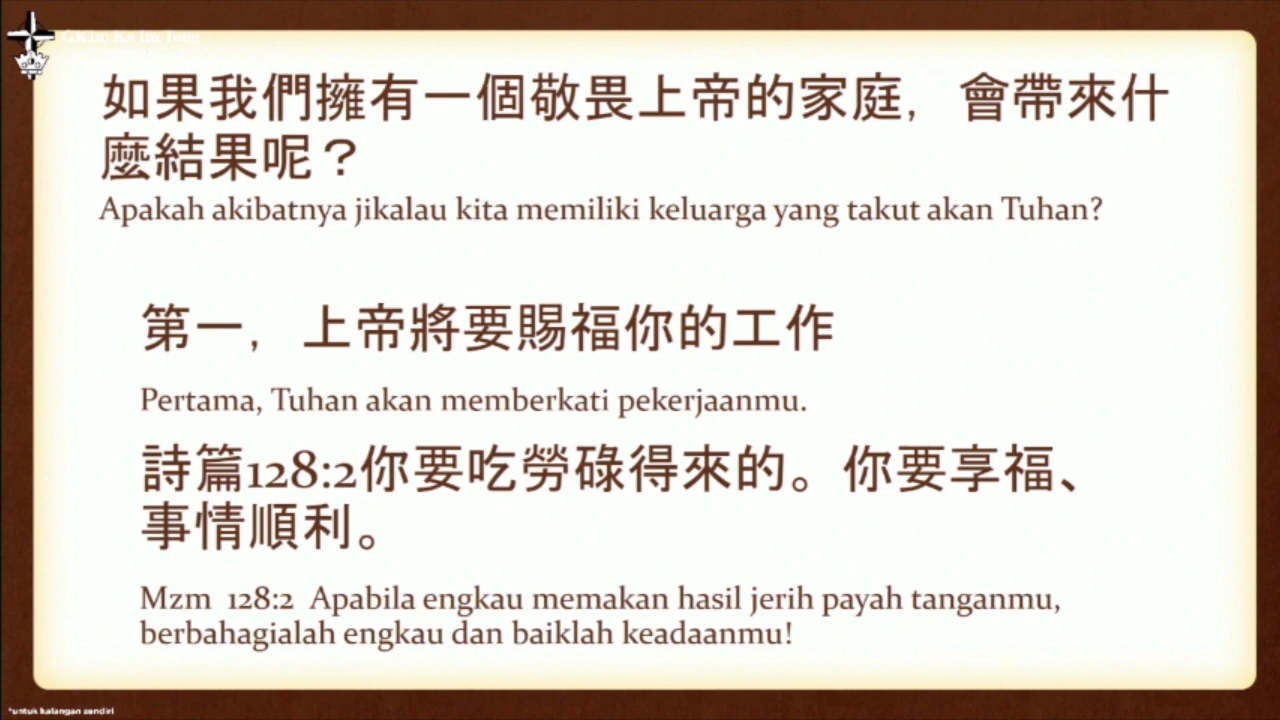 GKIm Ka Im Tong
如果我們擁有一個敬畏上帝的家庭，會帶來什
麼結果呢？
Apakah akibatnya jikalau kita memiliki keluarga yang takut akan Tuhan?
第一，上帝將要賜福你的工作
Pertama, Tuhan akan memberkati pekerjaanmu.
詩篇128:2你要吃勞碌得來的。你要享福、
事情順利。
Mzm 128:2 Apabila engkau memakan hasil jerih payah tanganmu,
berbahagialah engkau dan baiklah keadaanmu!
*untuk kalangan sendiri